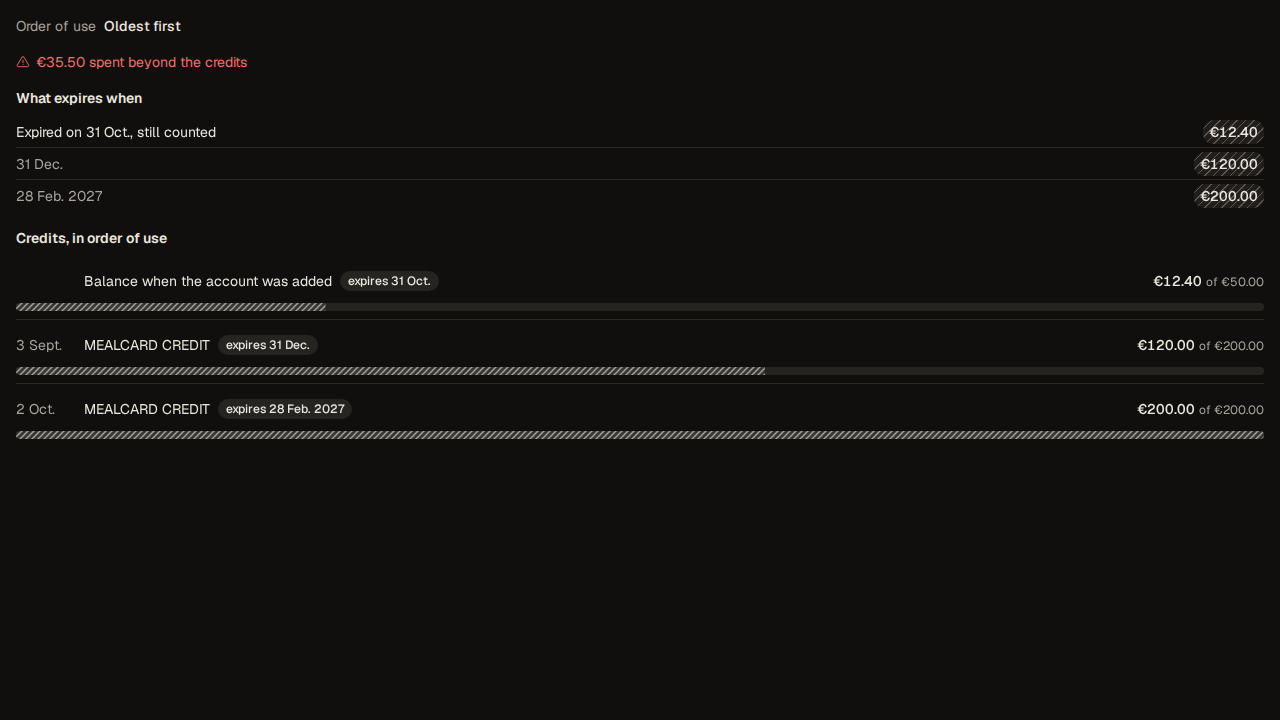 Order of use Oldest first
€35.50 spent beyond the credits
What expires when
Expired on 31 Oct., still counted €12.40
31 Dec. €120.00
28 Feb. 2027 €200.00
Credits, in order of use
Balance when the account was added expires 31 Oct. €12.40 of €50.00
3 Sept. MEALCARD CREDIT expires 31 Dec. €120.00 of €200.00
2 Oct. MEALCARD CREDIT expires 28 Feb. 2027 €200.00 of €200.00